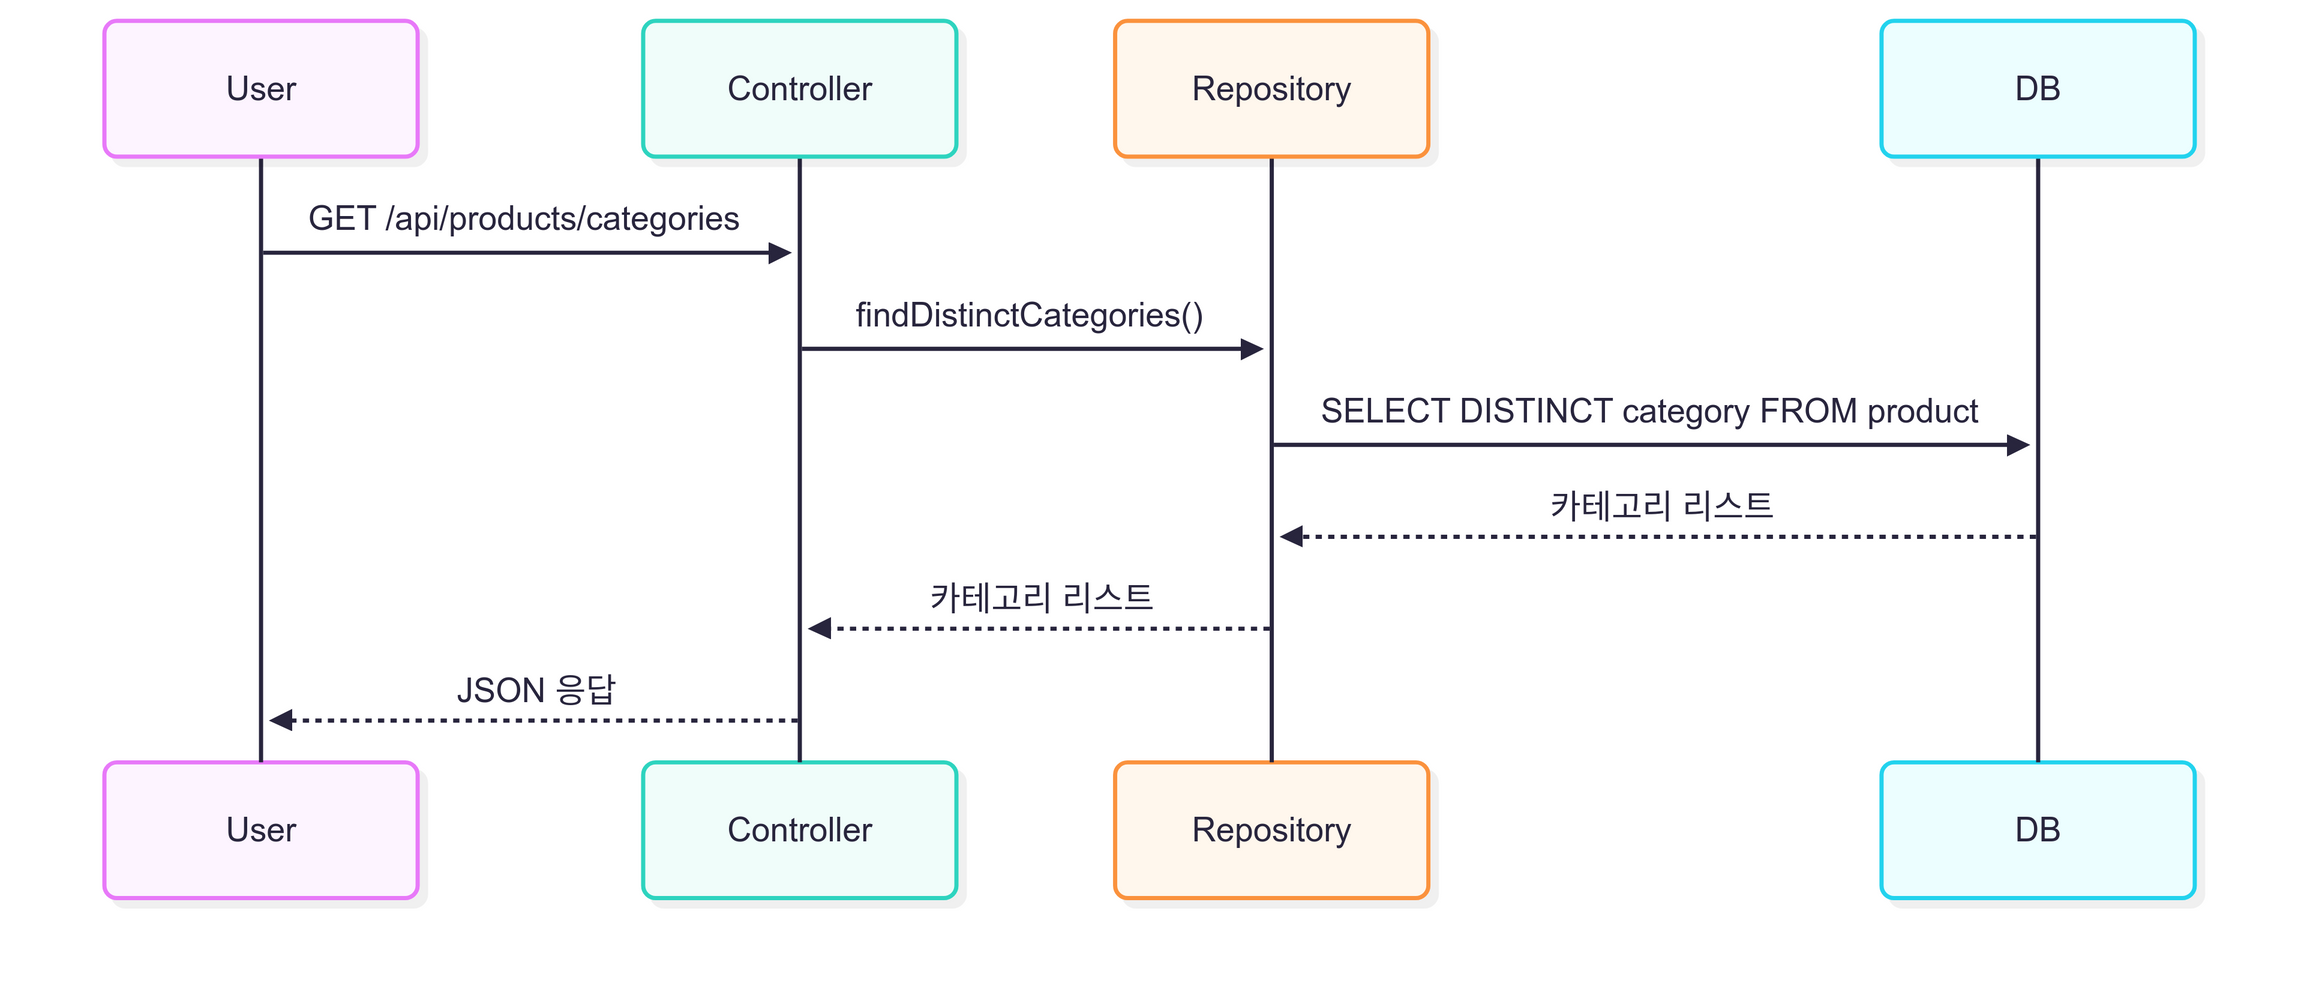 User
Controller
Repository
DB
GET /api/products/categories
findDistinctCategories()
SELECT DISTINCT category FROM product
카테고리 리스트
카테고리 리스트
JSON 응답
User
Controller
Repository
DB